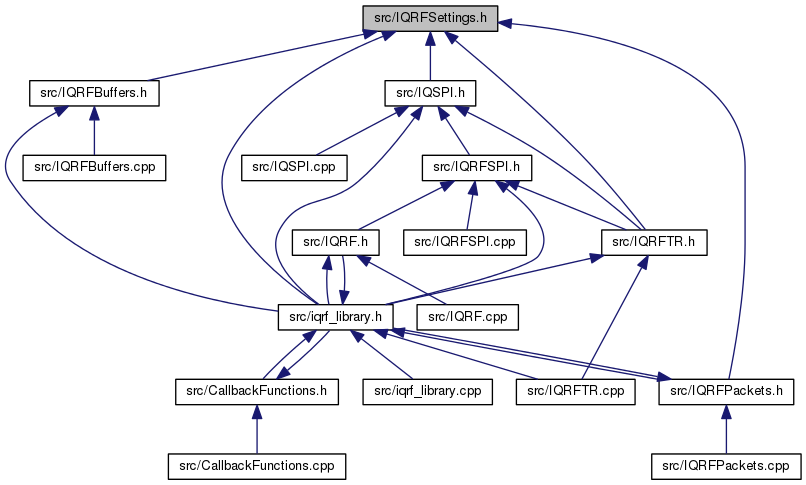 src/IQRFSettings.h
src/IQRFBuffers.h
src/IQSPI.h
src/IQRFBuffers.cpp
src/IQSPI.cpp
src/IQRFSPI.h
src/IQRF.h
src/IQRFSPI.cpp
src/IQRFTR.h
src/iqrf_library.h
src/IQRF.cpp
src/CallbackFunctions.h
src/iqrf_library.cpp
src/IQRFTR.cpp
src/IQRFPackets.h
src/CallbackFunctions.cpp
src/IQRFPackets.cpp